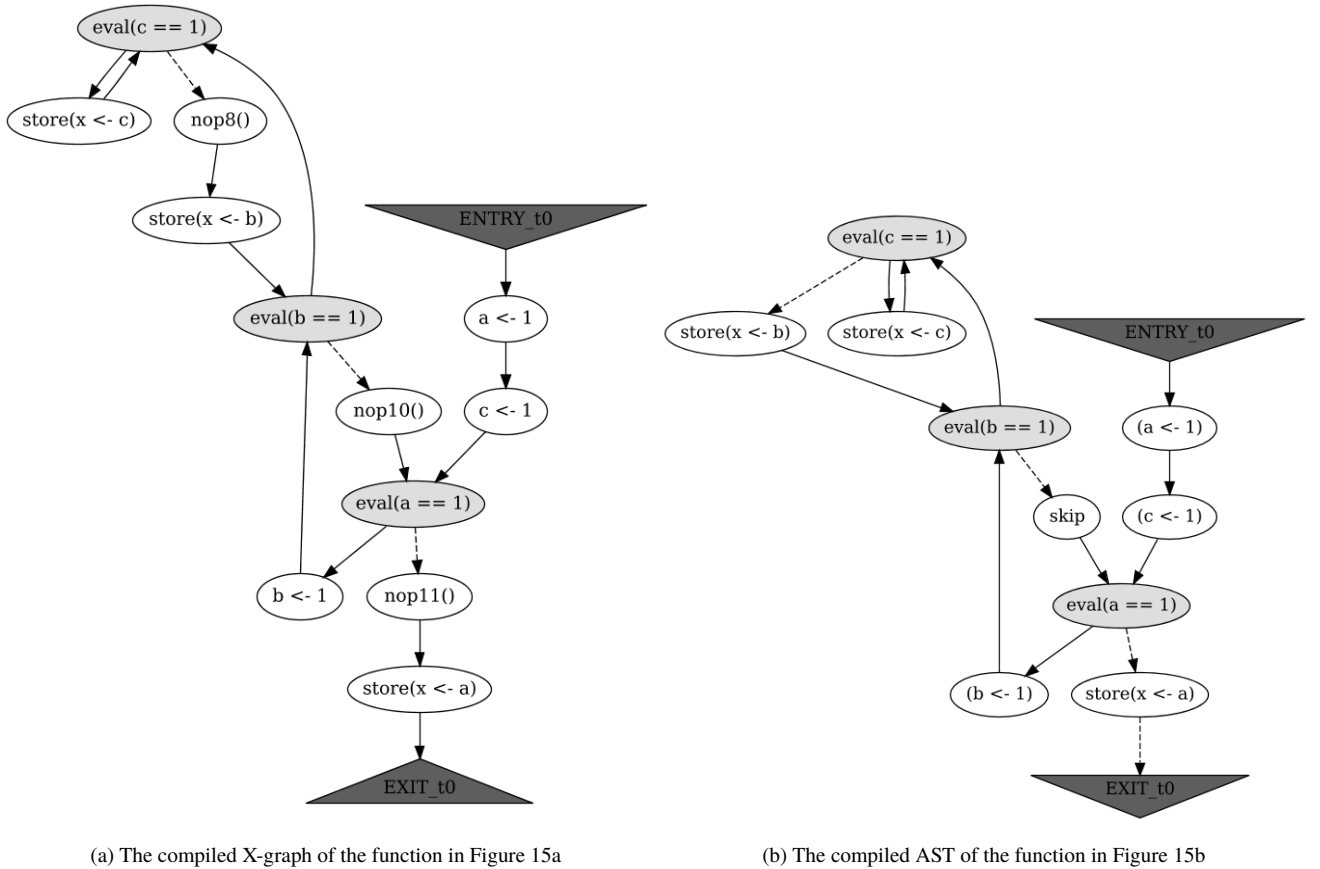 eval(c == 1)
store(x <- c)
nop8()
store(x <- b)
ENTRY_t0
eval(b == 1)
a <- 1
nop10()
c <- 1
eval(a == 1)
b <- 1
nop11()
store(x <- a)
EXIT_t0
(a) The compiled X-graph of the function in Figure 15a
eval(c == 1)
store(x <- b)
store(x <- c)
ENTRY_t0
eval(b == 1)
(a <- 1)
skip
(c <- 1)
eval(a == 1)
(b <- 1)
store(x <- a)
EXIT_t0
(b) The compiled AST of the function in Figure 15b